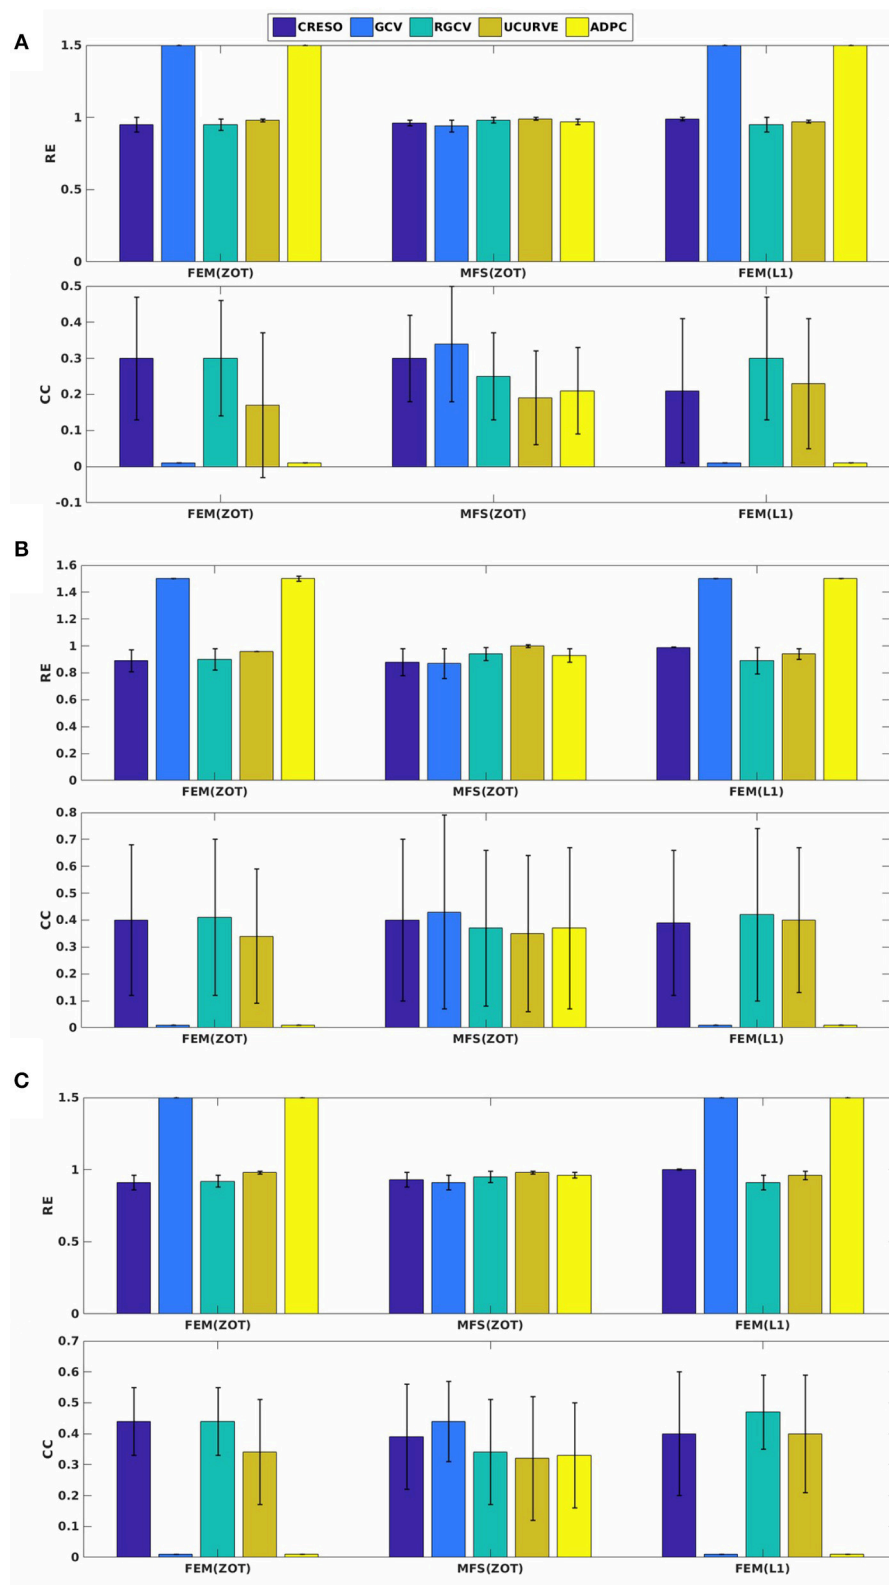 CRESO GCV RGCV UCURVE ADPC
A
1.5
1
0.5
0
RE
FEM(ZOT) MFS(ZOT) FEM(L1)
0.5
0.4
0.3
0.2
0.1
0
-0.1
CC
FEM(ZOT) MFS(ZOT) FEM(L1)
B
1.6
1.4
1.2
1
0.8
0.6
0.4
0.2
0
RE
FEM(ZOT) MFS(ZOT) FEM(L1)
0.8
0.7
0.6
0.5
0.4
0.3
0.2
0.1
0
CC
FEM(ZOT) MFS(ZOT) FEM(L1)
C
1.5
1
0.5
0
RE
FEM(ZOT) MFS(ZOT) FEM(L1)
0.7
0.6
0.5
0.4
0.3
0.2
0.1
0
CC
FEM(ZOT) MFS(ZOT) FEM(L1)